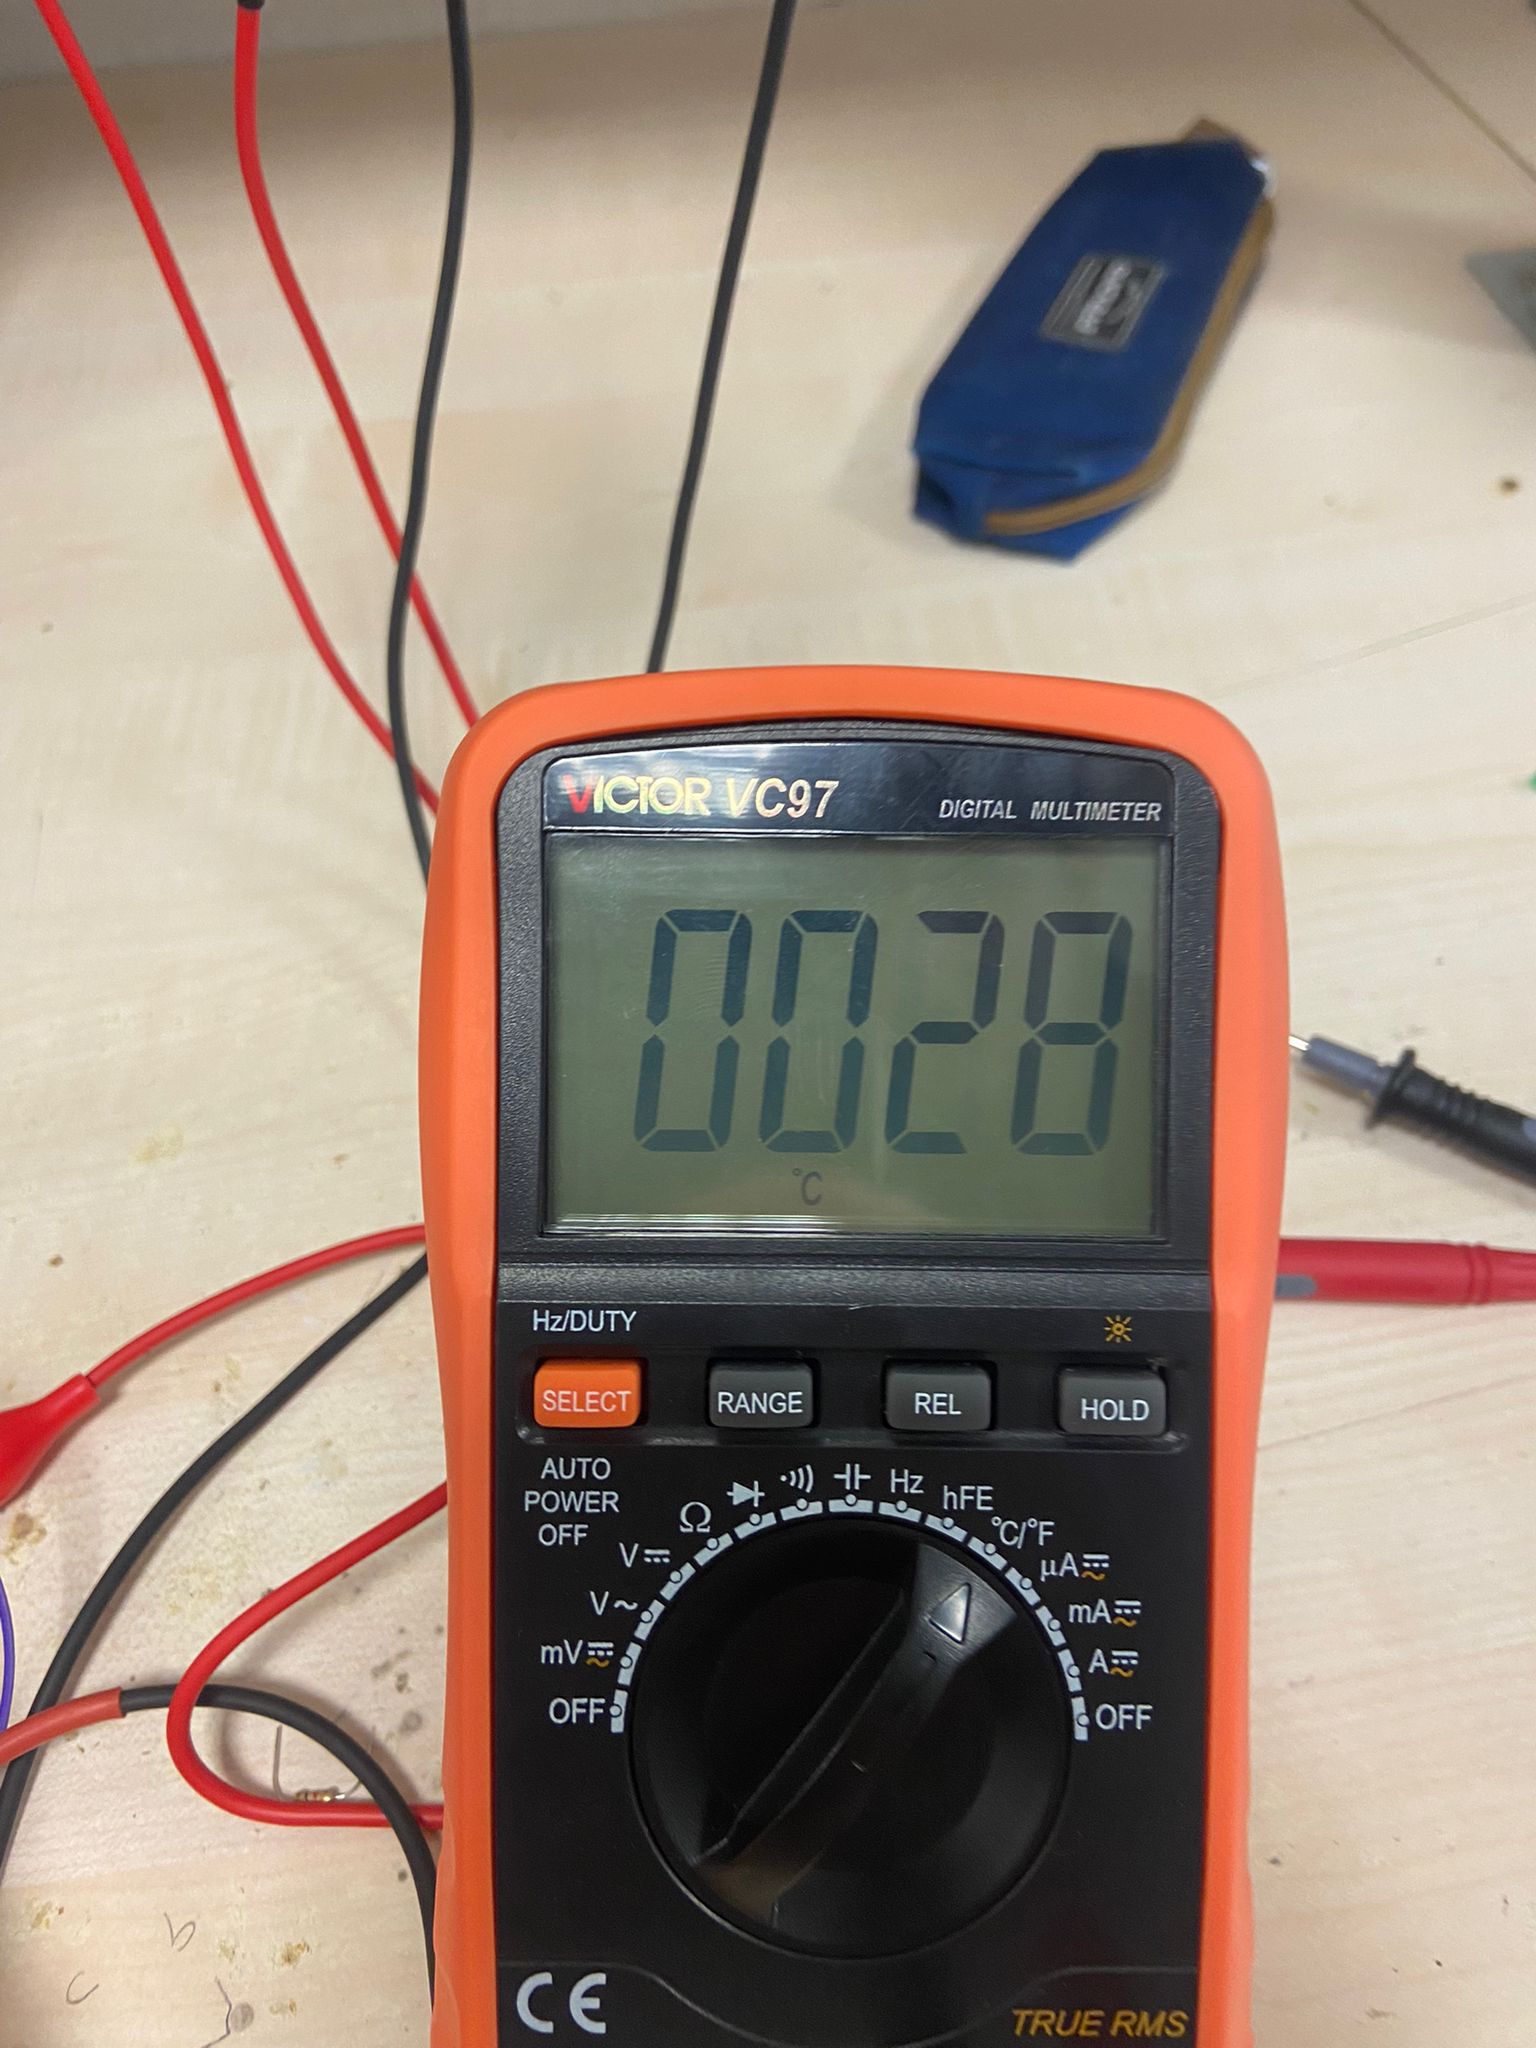 VICTOR VC97
DIGITAL MULTIMETER
0028
°C
Hz/DUTY
SELECT
RANGE
REL
HOLD
AUTO
POWER
OFF
OFF
mV
V~
V
Ω
Hz
hFE
°C/°F
μA
mA
A
OFF
CE
TRUE RMS
b
c